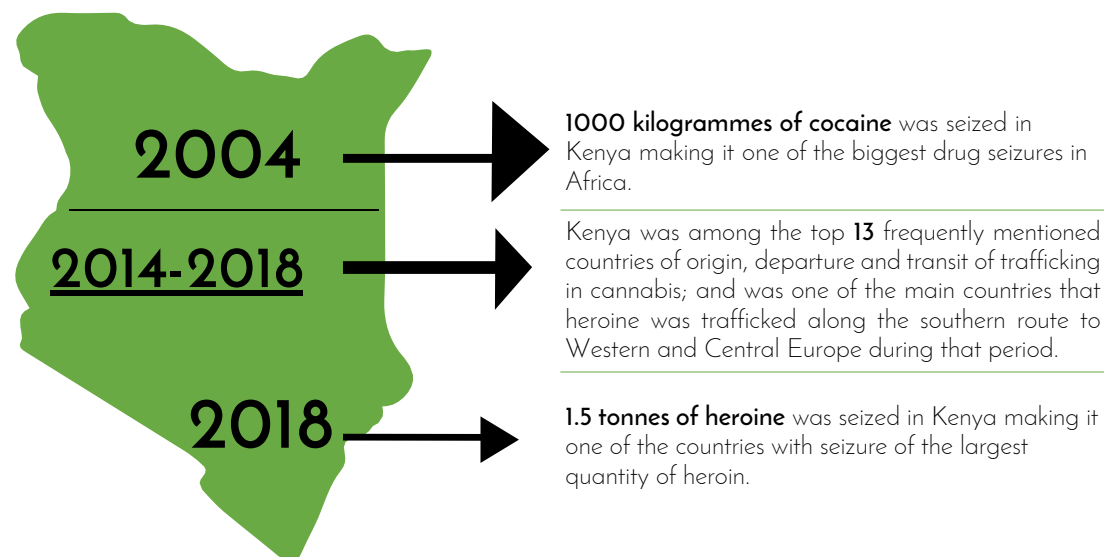 2004
1000 kilogrammes of cocaine was seized in
Kenya making it one of the biggest drug seizures in
Africa.
2014-2018
Kenya was among the top 13 frequently mentioned
countries of origin, departure and transit of trafficking
in cannabis; and was one of the main countries that
heroine was trafficked along the southern route to
Western and Central Europe during that period.
2018
1.5 tonnes of heroine was seized in Kenya making it
one of the countries with seizure of the largest
quantity of heroin.